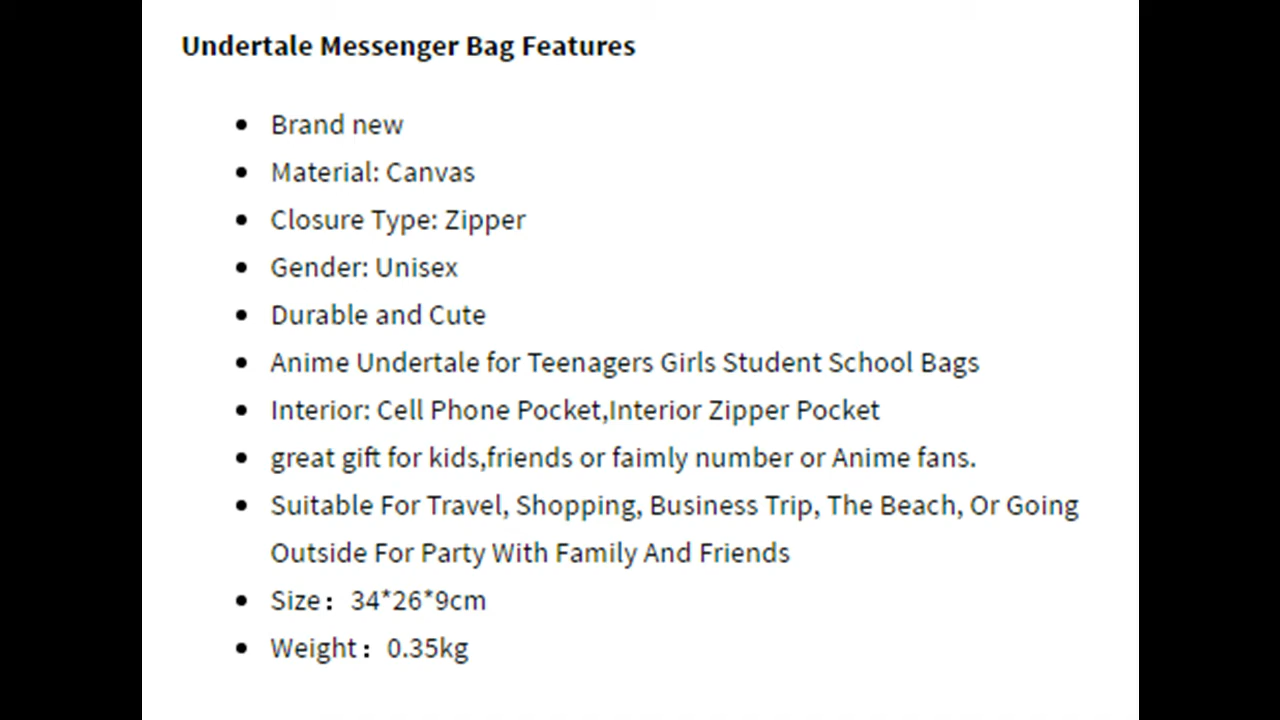 Undertale Messenger Bag Features
• Brand new
• Material: Canvas
• Closure Type: Zipper
• Gender: Unisex
• Durable and Cute
• Anime Undertale for Teenagers Girls Student School Bags
• Interior: Cell Phone Pocket,Interior Zipper Pocket
• great gift for kids,friends or faimly number or Anime fans.
• Suitable For Travel, Shopping, Business Trip, The Beach, Or Going
Outside For Party With Family And Friends
• Size：34*26*9cm
• Weight：0.35kg